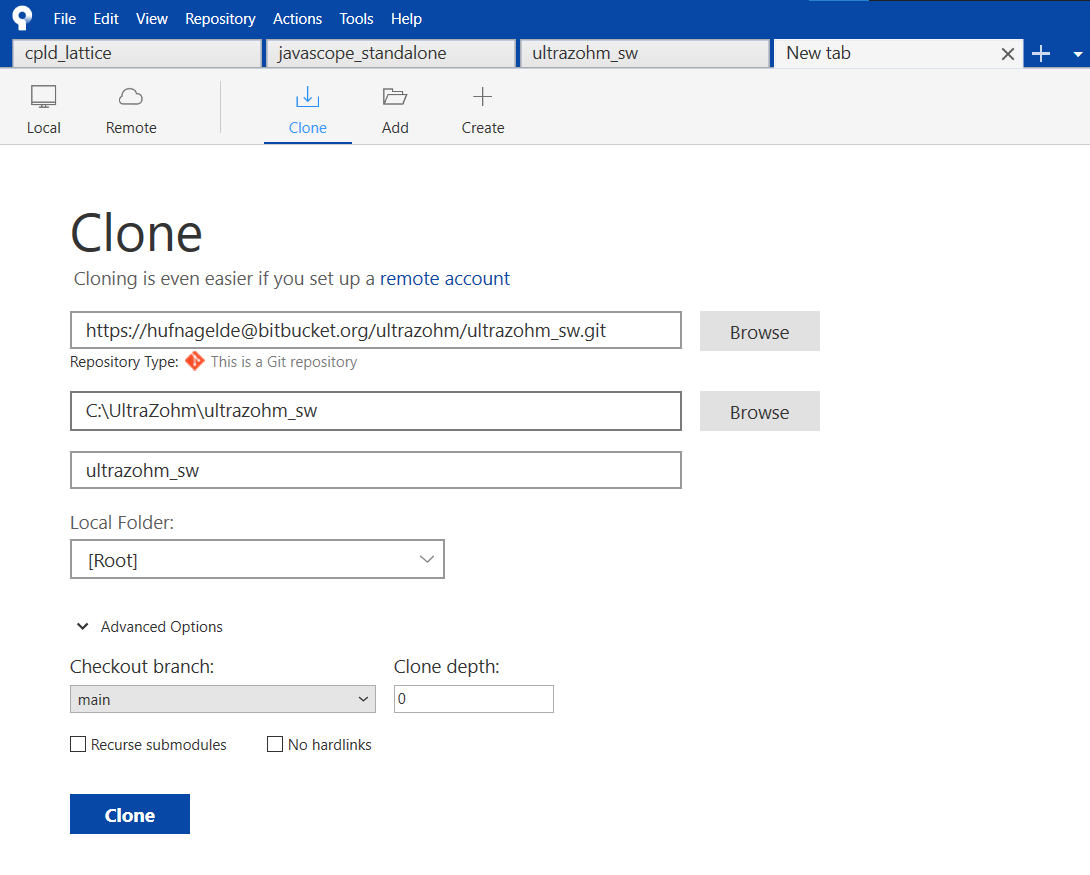 File Edit View Repository Actions Tools Help
cpld_lattice javascope_standalone ultrazohm_sw New tab
Local Remote Clone Add Create
Clone
Cloning is even easier if you set up a remote account
https://hufnagelde@bitbucket.org/ultrazohm/ultrazohm_sw.git Browse
Repository Type: This is a Git repository
C:\UltraZohm\ultrazohm_sw Browse
ultrazohm_sw
Local Folder:
[Root]
Advanced Options
Checkout branch: Clone depth:
main 0
Recurse submodules No hardlinks
Clone